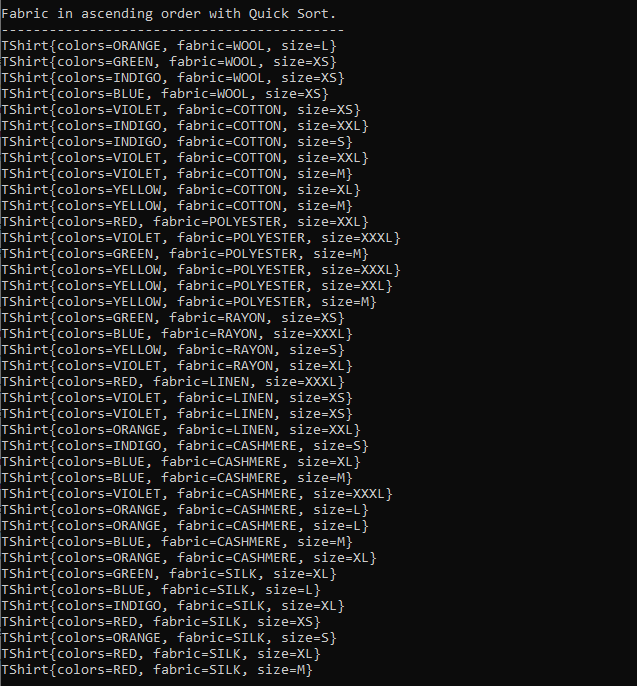 Fabric in ascending order with Quick Sort.
-------------------------------------------
TShirt{colors=ORANGE, fabric=WOOL, size=L}
TShirt{colors=GREEN, fabric=WOOL, size=XS}
TShirt{colors=INDIGO, fabric=WOOL, size=XS}
TShirt{colors=BLUE, fabric=WOOL, size=XS}
TShirt{colors=VIOLET, fabric=COTTON, size=XS}
TShirt{colors=INDIGO, fabric=COTTON, size=XXL}
TShirt{colors=INDIGO, fabric=COTTON, size=S}
TShirt{colors=VIOLET, fabric=COTTON, size=XXL}
TShirt{colors=VIOLET, fabric=COTTON, size=M}
TShirt{colors=YELLOW, fabric=COTTON, size=XL}
TShirt{colors=YELLOW, fabric=COTTON, size=M}
TShirt{colors=RED, fabric=POLYESTER, size=XXL}
TShirt{colors=VIOLET, fabric=POLYESTER, size=XXXL}
TShirt{colors=GREEN, fabric=POLYESTER, size=M}
TShirt{colors=YELLOW, fabric=POLYESTER, size=XXXL}
TShirt{colors=YELLOW, fabric=POLYESTER, size=XXL}
TShirt{colors=YELLOW, fabric=POLYESTER, size=M}
TShirt{colors=GREEN, fabric=RAYON, size=XS}
TShirt{colors=BLUE, fabric=RAYON, size=XXXL}
TShirt{colors=YELLOW, fabric=RAYON, size=S}
TShirt{colors=VIOLET, fabric=RAYON, size=XL}
TShirt{colors=RED, fabric=LINEN, size=XXXL}
TShirt{colors=VIOLET, fabric=LINEN, size=XS}
TShirt{colors=VIOLET, fabric=LINEN, size=XS}
TShirt{colors=ORANGE, fabric=LINEN, size=XXL}
TShirt{colors=INDIGO, fabric=CASHMERE, size=S}
TShirt{colors=BLUE, fabric=CASHMERE, size=XL}
TShirt{colors=BLUE, fabric=CASHMERE, size=M}
TShirt{colors=VIOLET, fabric=CASHMERE, size=XXXL}
TShirt{colors=ORANGE, fabric=CASHMERE, size=L}
TShirt{colors=ORANGE, fabric=CASHMERE, size=L}
TShirt{colors=BLUE, fabric=CASHMERE, size=M}
TShirt{colors=ORANGE, fabric=CASHMERE, size=XL}
TShirt{colors=GREEN, fabric=SILK, size=XL}
TShirt{colors=BLUE, fabric=SILK, size=L}
TShirt{colors=INDIGO, fabric=SILK, size=XL}
TShirt{colors=RED, fabric=SILK, size=XS}
TShirt{colors=ORANGE, fabric=SILK, size=S}
TShirt{colors=RED, fabric=SILK, size=XL}
TShirt{colors=RED, fabric=SILK, size=M}